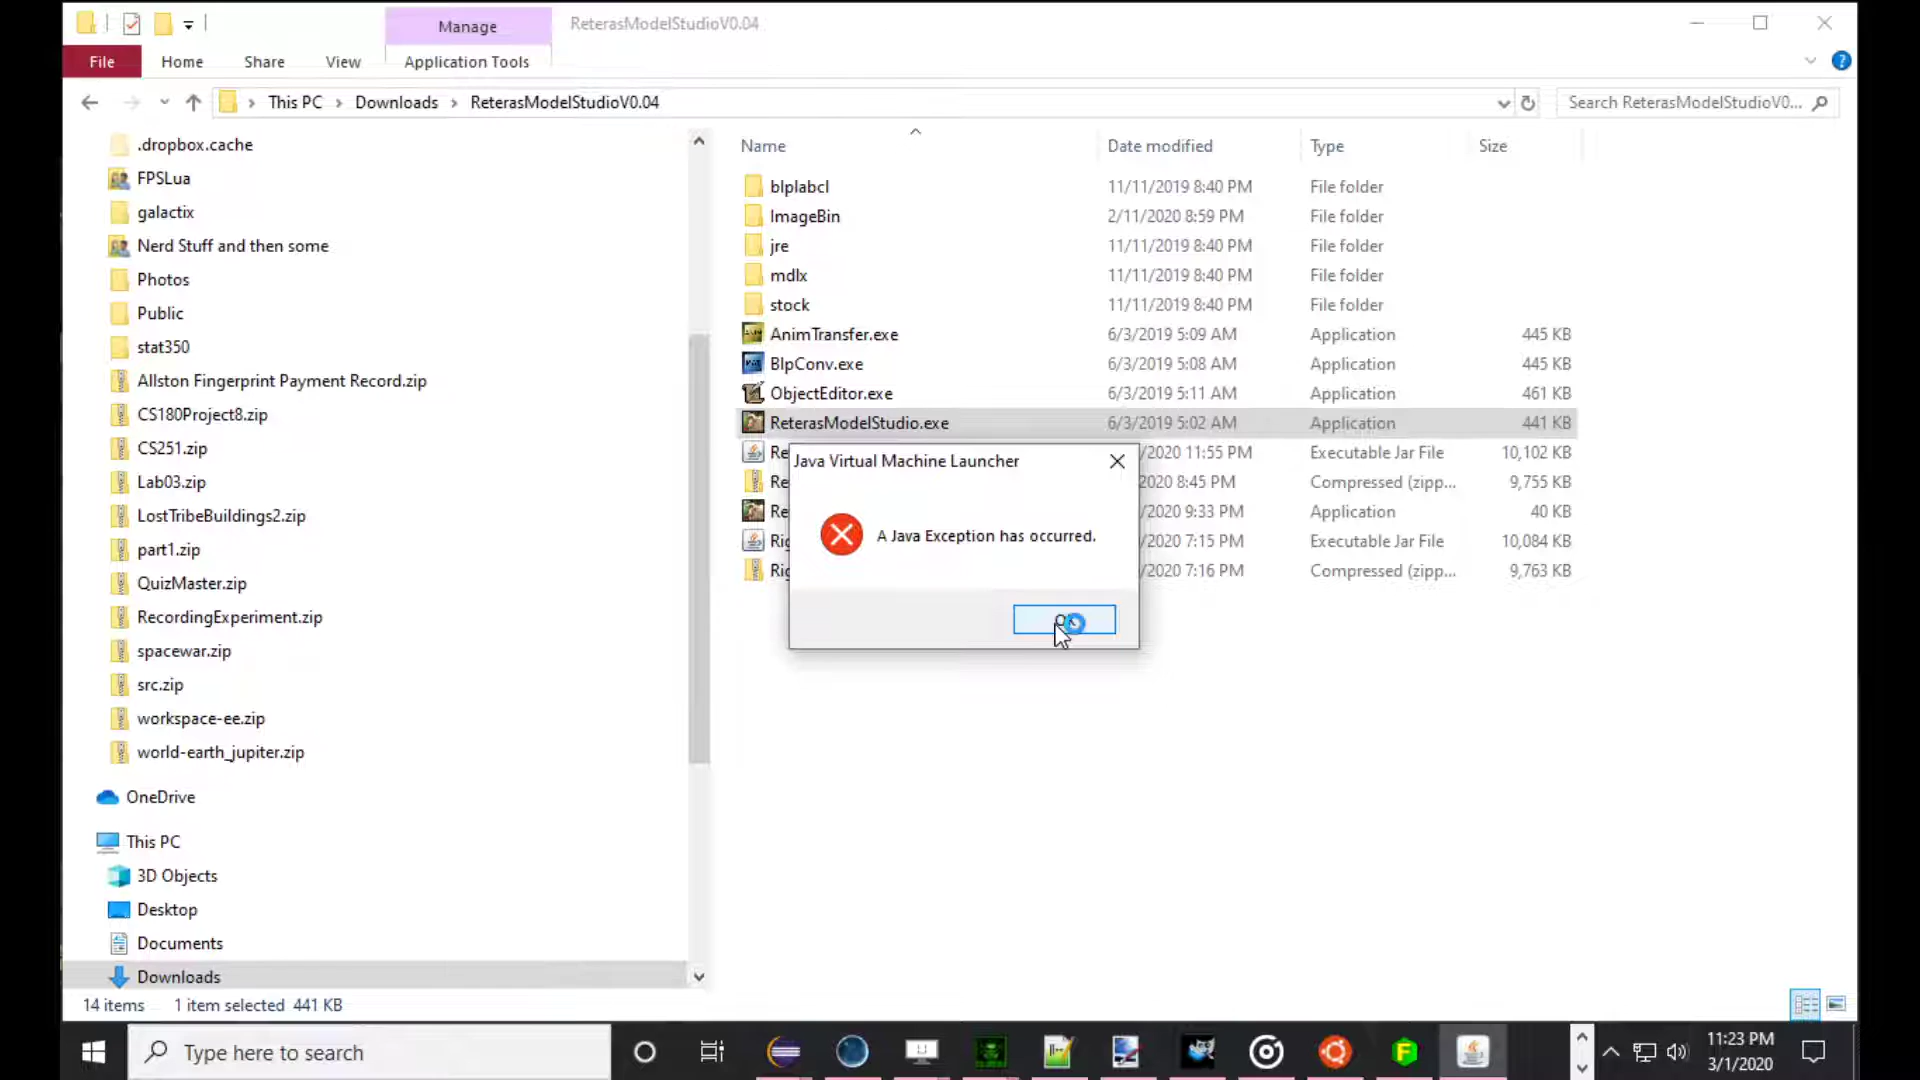 Manage
ReterasModelStudioV0.04
File
Home
Share
View
Application Tools
This PC
Downloads
ReterasModelStudioV0.04
Search ReterasModelStudioV0...
.dropbox.cache
FPSLua
galactix
Nerd Stuff and then some
Photos
Public
stat350
Allston Fingerprint Payment Record.zip
CS180Project8.zip
CS251.zip
Lab03.zip
LostTribeBuildings2.zip
part1.zip
QuizMaster.zip
RecordingExperiment.zip
spacewar.zip
src.zip
workspace-ee.zip
world-earth_jupiter.zip
OneDrive
This PC
3D Objects
Desktop
Documents
Downloads
Name Date modified Type Size
blplabcl 11/11/2019 8:40 PM File folder
ImageBin 2/11/2020 8:59 PM File folder
jre 11/11/2019 8:40 PM File folder
mdlx 11/11/2019 8:40 PM File folder
stock 11/11/2019 8:40 PM File folder
AnimTransfer.exe 6/3/2019 5:09 AM Application 445 KB
BlpConv.exe 6/3/2019 5:08 AM Application 445 KB
ObjectEditor.exe 6/3/2019 5:11 AM Application 461 KB
ReterasModelStudio.exe 6/3/2019 5:02 AM Application 441 KB
Re /2020 11:55 PM Executable Jar File 10,102 KB
Re /2020 8:45 PM Compressed (zipp... 9,755 KB
Re /2020 9:33 PM Application 40 KB
Rig /2020 7:15 PM Executable Jar File 10,084 KB
Rig /2020 7:16 PM Compressed (zipp... 9,763 KB
Java Virtual Machine Launcher
A Java Exception has occurred.
14 items 1 item selected 441 KB
Type here to search
11:23 PM
3/1/2020